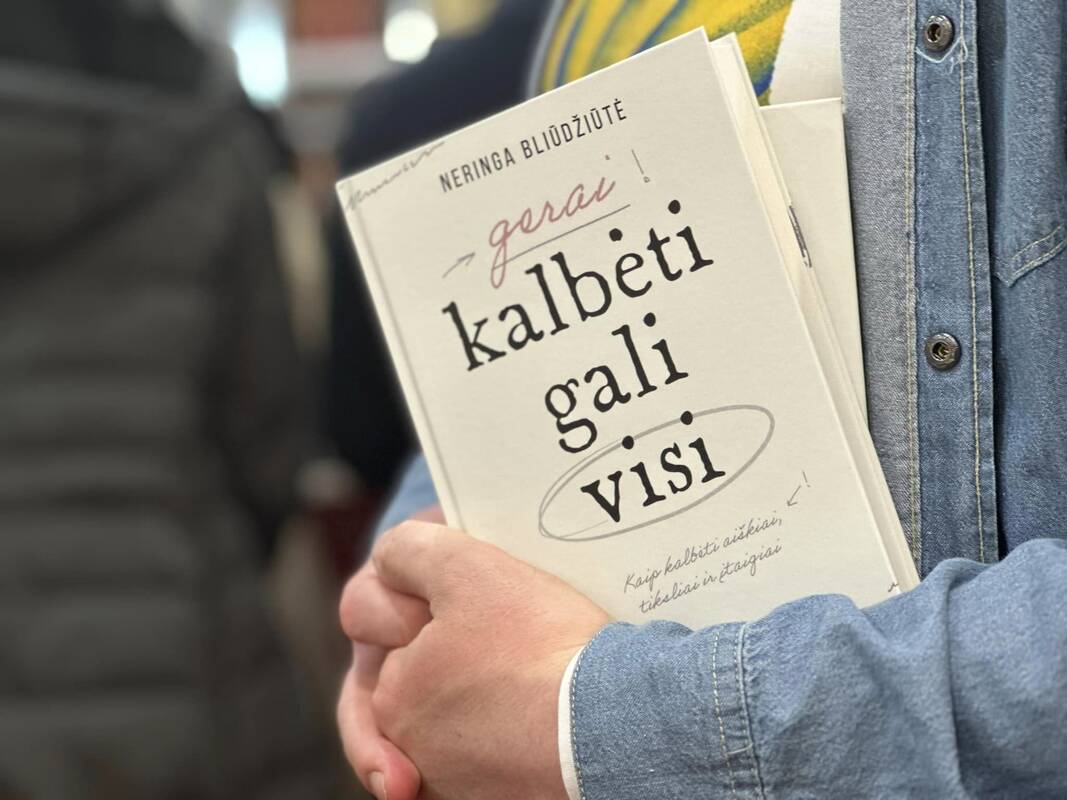 NERINGA BLIŪDŽIŪTĖ
gerai !
kalbėti
gali
visi
Kaip kalbėti aiškiai,
tiksliai ir įtaigiai